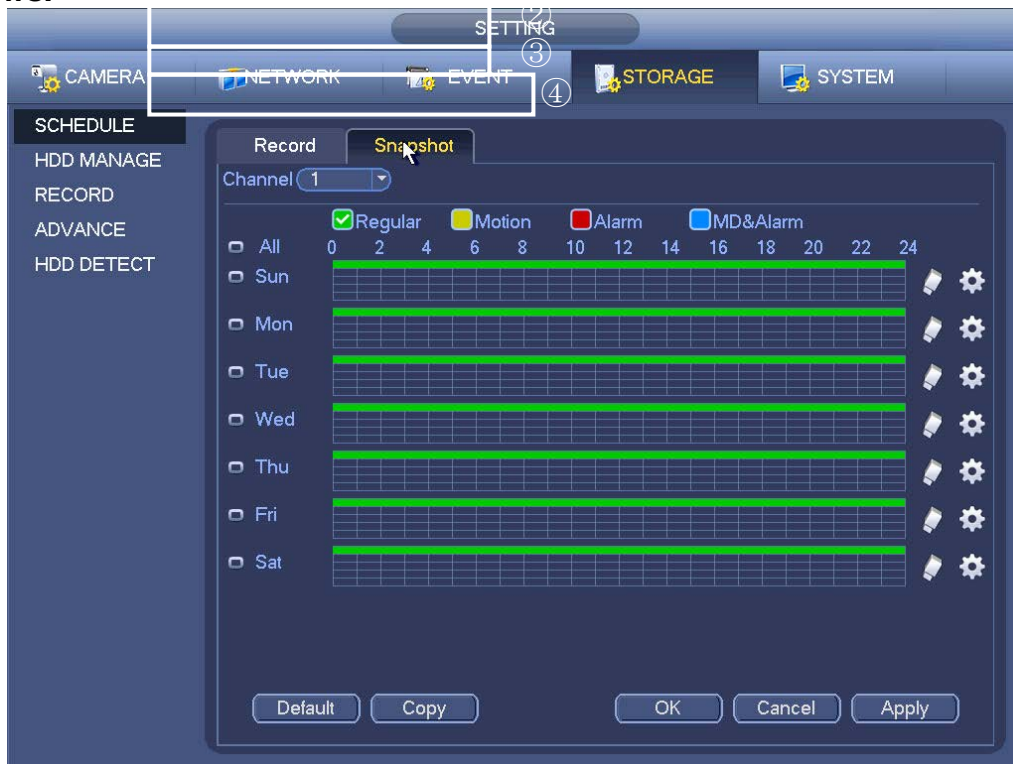 SETTING
②
③
④
CAMERA NETWORK EVENT STORAGE SYSTEM
SCHEDULE
HDD MANAGE
RECORD
ADVANCE
HDD DETECT
Record Snapshot
Channel 1
Regular Motion Alarm MD&Alarm
All 0 2 4 6 8 10 12 14 16 18 20 22 24
Sun
Mon
Tue
Wed
Thu
Fri
Sat
Default Copy OK Cancel Apply